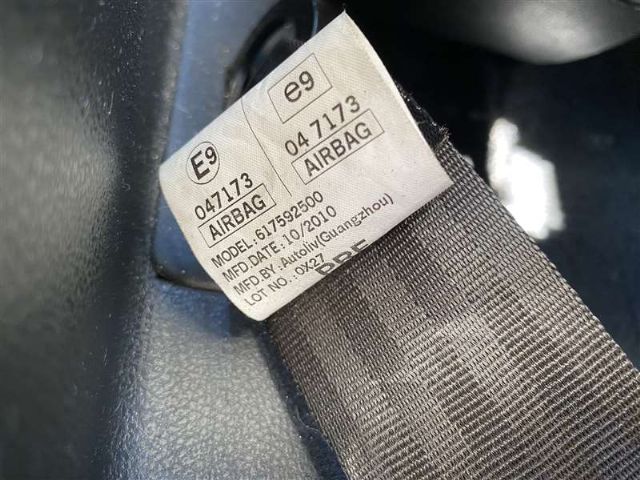 E9
047173
AIRBAG
e9
04 7173
AIRBAG
MODEL:617592500
MFD.DATE:10/2010
MFD.BY:Autoliv(Guangzhou)
LOT NO.:OX27